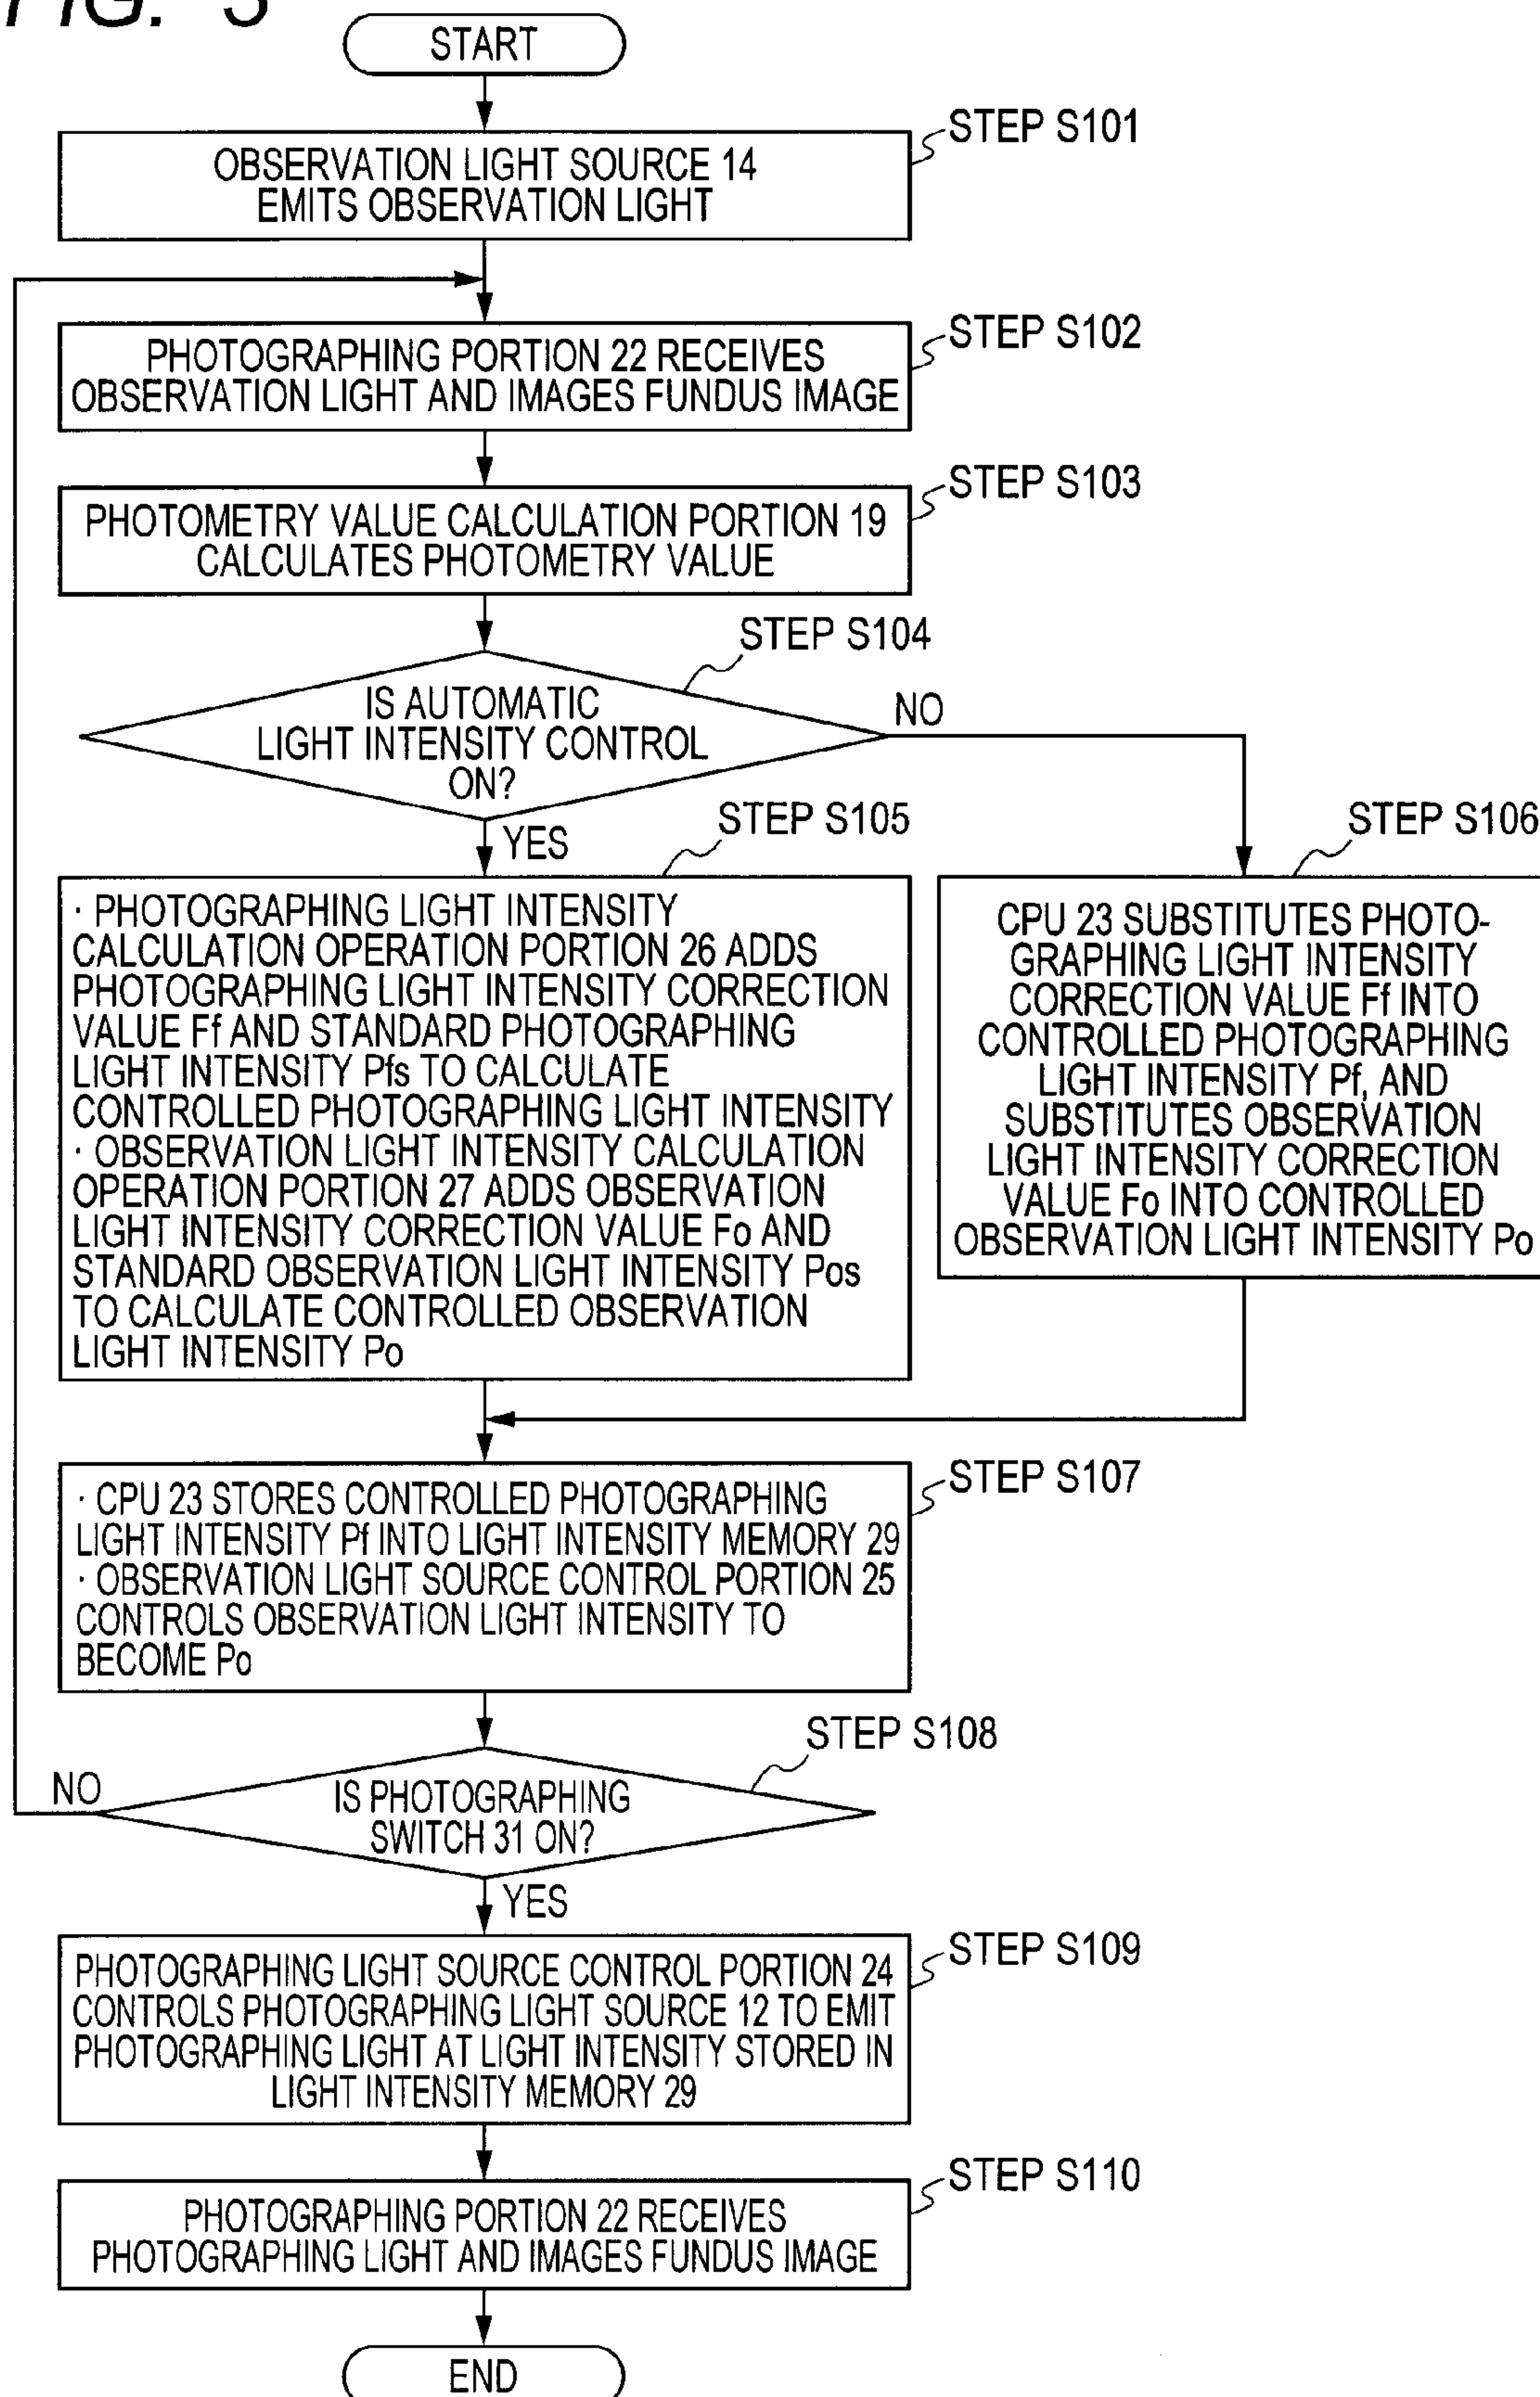 FIG. 3
START
STEP S101
OBSERVATION LIGHT SOURCE 14
EMITS OBSERVATION LIGHT
STEP S102
PHOTOGRAPHING PORTION 22 RECEIVES
OBSERVATION LIGHT AND IMAGES FUNDUS IMAGE
STEP S103
PHOTOMETRY VALUE CALCULATION PORTION 19
CALCULATES PHOTOMETRY VALUE
STEP S104
IS AUTOMATIC
LIGHT INTENSITY CONTROL
ON?
NO
YES
STEP S105
· PHOTOGRAPHING LIGHT INTENSITY
CALCULATION OPERATION PORTION 26 ADDS
PHOTOGRAPHING LIGHT INTENSITY CORRECTION
VALUE Ff AND STANDARD PHOTOGRAPHING
LIGHT INTENSITY Pfs TO CALCULATE
CONTROLLED PHOTOGRAPHING LIGHT INTENSITY
· OBSERVATION LIGHT INTENSITY CALCULATION
OPERATION PORTION 27 ADDS OBSERVATION
LIGHT INTENSITY CORRECTION VALUE Fo AND
STANDARD OBSERVATION LIGHT INTENSITY Pos
TO CALCULATE CONTROLLED OBSERVATION
LIGHT INTENSITY Po
STEP S106
CPU 23 SUBSTITUTES PHOTO-
GRAPHING LIGHT INTENSITY
CORRECTION VALUE Ff INTO
CONTROLLED PHOTOGRAPHING
LIGHT INTENSITY Pf, AND
SUBSTITUTES OBSERVATION
LIGHT INTENSITY CORRECTION
VALUE Fo INTO CONTROLLED
OBSERVATION LIGHT INTENSITY Po
STEP S107
· CPU 23 STORES CONTROLLED PHOTOGRAPHING
LIGHT INTENSITY Pf INTO LIGHT INTENSITY MEMORY 29
· OBSERVATION LIGHT SOURCE CONTROL PORTION 25
CONTROLS OBSERVATION LIGHT INTENSITY TO
BECOME Po
STEP S108
NO
IS PHOTOGRAPHING
SWITCH 31 ON?
YES
STEP S109
PHOTOGRAPHING LIGHT SOURCE CONTROL PORTION 24
CONTROLS PHOTOGRAPHING LIGHT SOURCE 12 TO EMIT
PHOTOGRAPHING LIGHT AT LIGHT INTENSITY STORED IN
LIGHT INTENSITY MEMORY 29
STEP S110
PHOTOGRAPHING PORTION 22 RECEIVES
PHOTOGRAPHING LIGHT AND IMAGES FUNDUS IMAGE
END